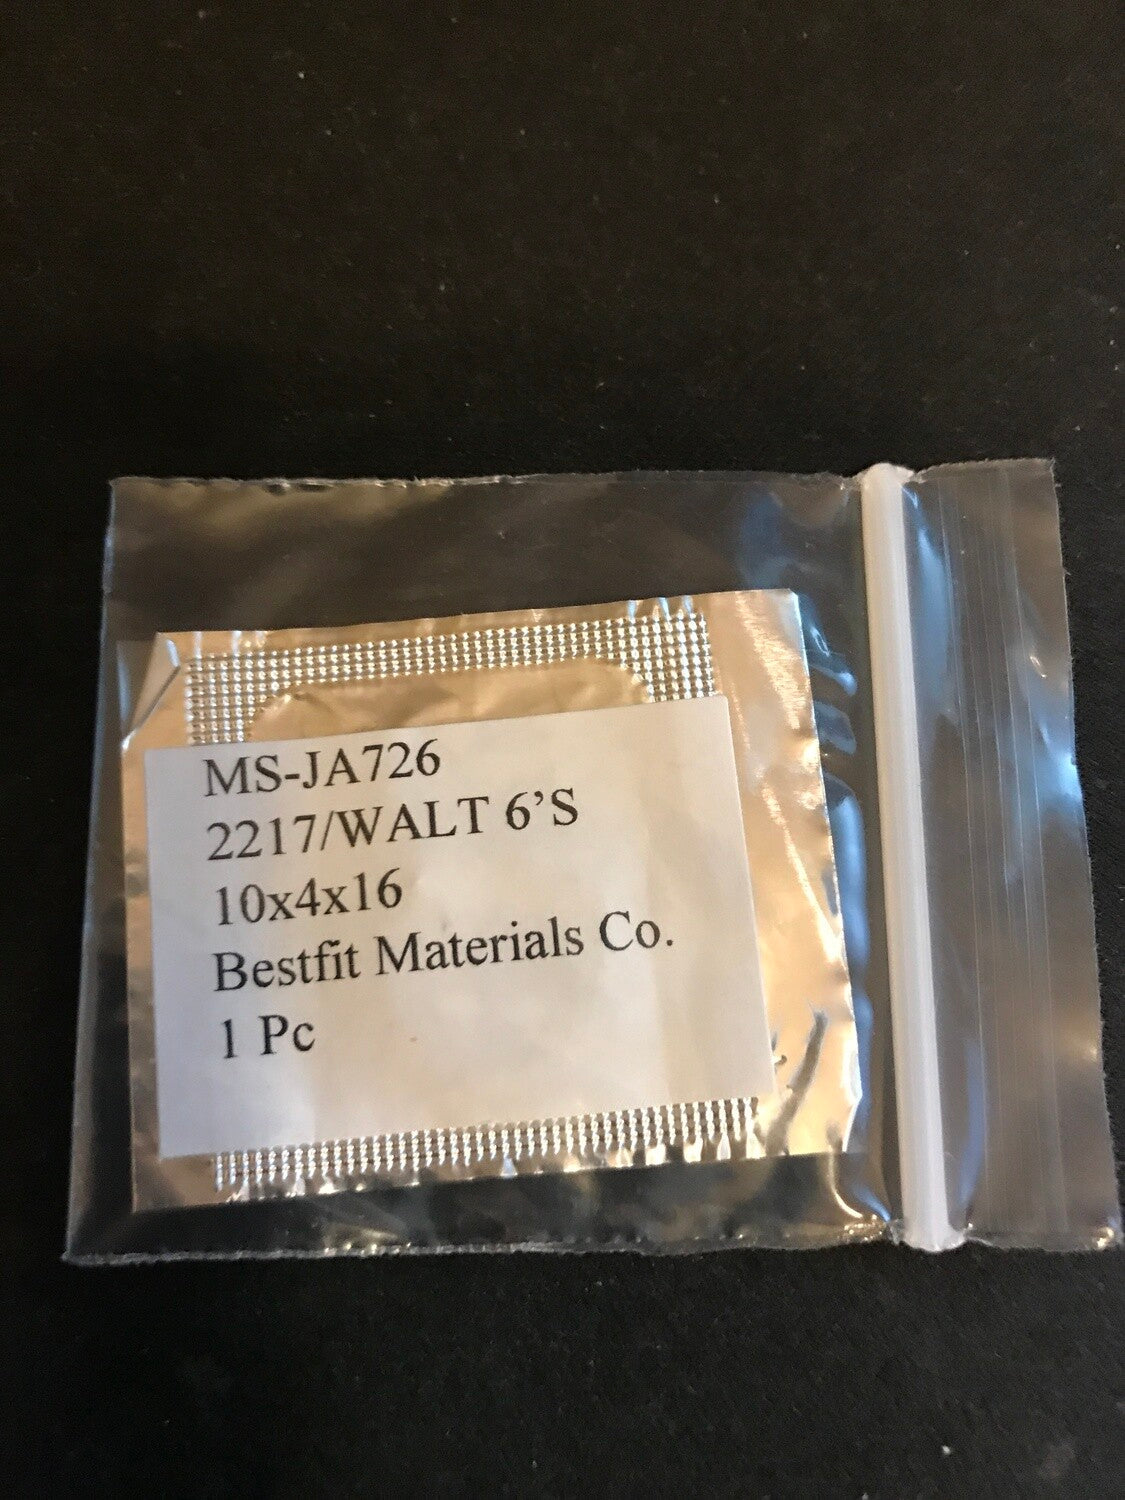 MS-JA726
2217/WALT 6’S
10x4x16
Bestfit Materials Co.
1 Pc